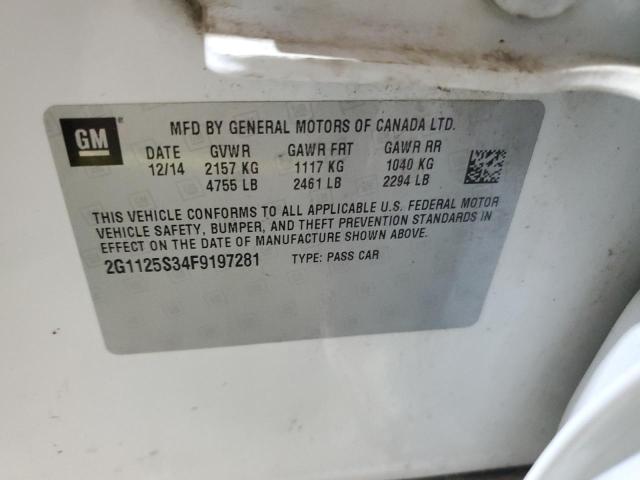 GM
MFD BY GENERAL MOTORS OF CANADA LTD.
DATE GVWR GAWR FRT GAWR RR
12/14 2157 KG 1117 KG 1040 KG
4755 LB 2461 LB 2294 LB
THIS VEHICLE CONFORMS TO ALL APPLICABLE U.S. FEDERAL MOTOR
VEHICLE SAFETY, BUMPER, AND THEFT PREVENTION STANDARDS IN
EFFECT ON THE DATE OF MANUFACTURE SHOWN ABOVE.
2G1125S34F9197281 TYPE: PASS CAR